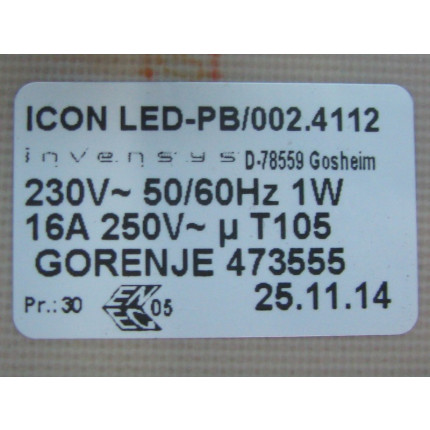 ICON LED-PB/002.4112
invensys D-78559 Gosheim
230V~ 50/60Hz 1W
16A 250V~ µ T105
GORENJE 473555
Pr.: 30 ENEC 05 25.11.14